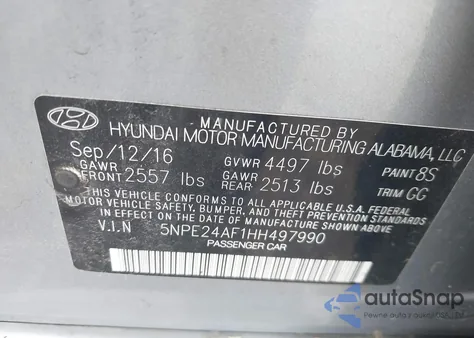 MANUFACTURED BY
HYUNDAI MOTOR MANUFACTURING ALABAMA, LLC
Sep/12/16 GVWR 4497 lbs PAINT 8S
GAWR FRONT 2557 lbs GAWR REAR 2513 lbs TRIM GG
THIS VEHICLE CONFORMS TO ALL APPLICABLE U.S.A. FEDERAL
MOTOR VEHICLE SAFETY, BUMPER, AND THEFT PREVENTION STANDARDS
IN EFFECT ON THE DATE OF MANUFACTURE SHOWN ABOVE.
V.I.N 5NPE24AF1HH497990
PASSENGER CAR
autoSnap